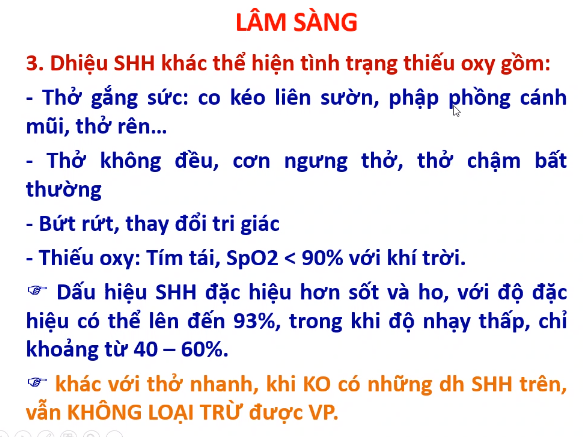 LÂM SÀNG
3. Dhiệu SHH khác thể hiện tình trạng thiếu oxy gồm:
- Thở gắng sức: co kéo liên sườn, phập phồng cánh
mũi, thở rên...
- Thở không đều, cơn ngưng thở, thở chậm bất
thường
- Bứt rứt, thay đổi tri giác
- Thiếu oxy: Tím tái, SpO2 < 90% với khí trời.
☞ Dấu hiệu SHH đặc hiệu hơn sốt và ho, với độ đặc
hiệu có thể lên đến 93%, trong khi độ nhạy thấp, chỉ
khoảng từ 40 – 60%.
☞ khác với thở nhanh, khi KO có những dh SHH trên,
vẫn KHÔNG LOẠI TRỪ được VP.